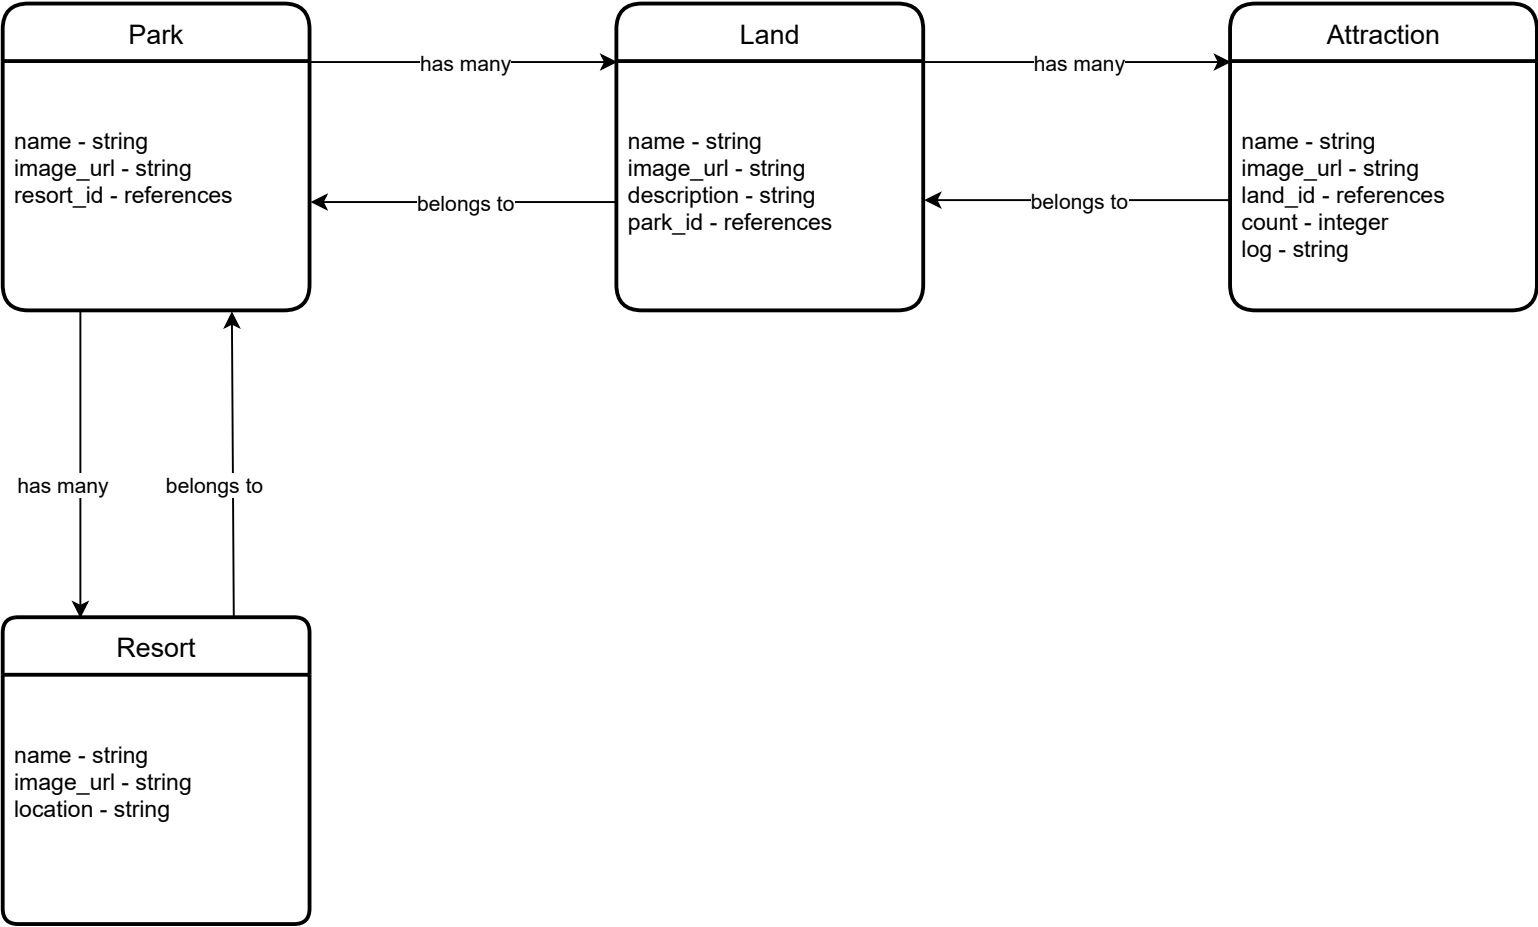 Park
name - string
image_url - string
resort_id - references
has many
belongs to
Land
name - string
image_url - string
description - string
park_id - references
has many
belongs to
Attraction
name - string
image_url - string
land_id - references
count - integer
log - string
has many
belongs to
Resort
name - string
image_url - string
location - string